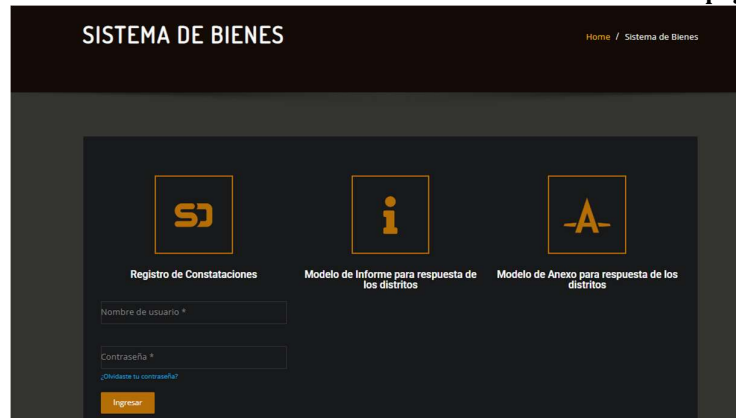 SISTEMA DE BIENES
Home / Sistema de Bienes
Registro de Constataciones
Modelo de Informe para respuesta de
los distritos
Modelo de Anexo para respuesta de los
distritos
Nombre de usuario *
Contraseña *
¿Olvidaste tu contraseña?
Ingresar